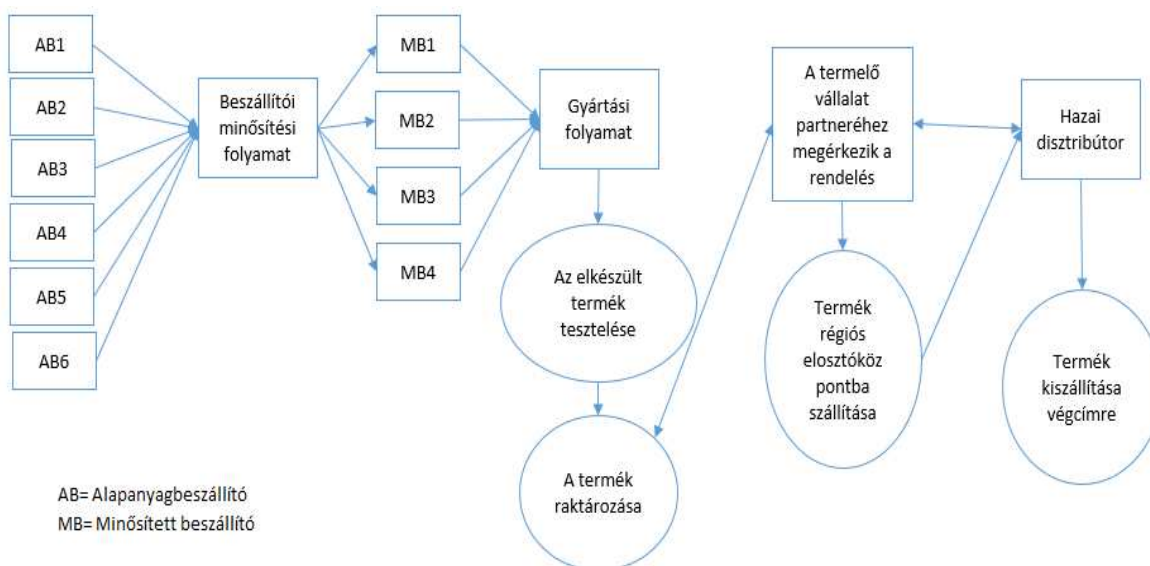 AB1
AB2
AB3
AB4
AB5
AB6
Beszállítói
minősítési
folyamat
MB1
MB2
MB3
MB4
Gyártási
folyamat
Az elkészült
termék
tesztelése
A termék
raktározása
A termelő
vállalat
partneréhez
megérkezik a
rendelés
Termék
régiós
elosztóköz
pontba
szállítása
Hazai
disztribútor
Termék
kiszállítása
végcímre
AB= Alapanyagbeszállító
MB= Minősített beszállító